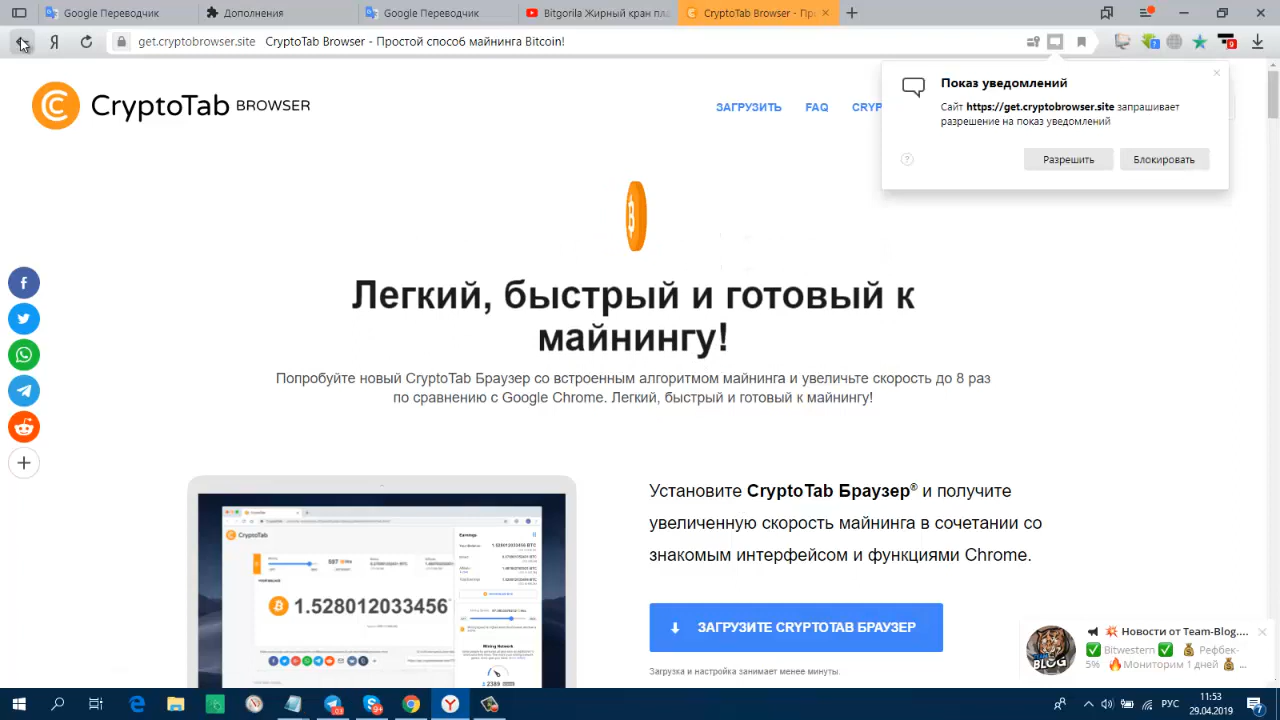 Google Переводчик
Дополнения
Google Переводчик
Bitgorila Жирный кран пла
CryptoTab Browser - Про
get.cryptobrowser.site CryptoTab Browser - Простой способ майнинга Bitcoin!
7
9
CryptoTab BROWSER
ЗАГРУЗИТЬ
FAQ
CRYP
Показ уведомлений
Сайт https://get.cryptobrowser.site запрашивает
разрешение на показ уведомлений
Разрешить
Блокировать
Легкий, быстрый и готовый к
майнингу!
Попробуйте новый CryptoTab Браузер со встроенным алгоритмом майнинга и увеличьте скорость до 8 раз
по сравнению с Google Chrome. Легкий, быстрый и готовый к майнингу!
CryptoTab
1.528012033456
Установите CryptoTab Браузер® и получите
увеличенную скорость майнинга в сочетании со
знакомым интерфейсом и функциями Chrome.
ЗАГРУЗИТЕ CRYPTOTAB БРАУЗЕР
Загрузка и настройка занимает менее минуты.
BLOG
Новости от Team-Blog....
Bitwestern
Мониторим 1 дней
РУС
11:53
29.04.2019